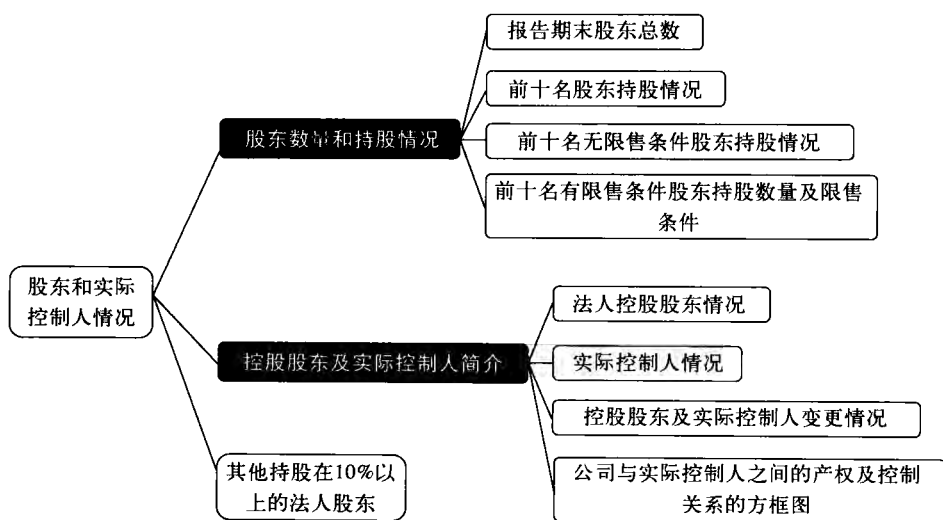 报告期末股东总数
前十名股东持股情况
股东数量和持股情况
前十名无限售条件股东持股情况
前十名有限售条件股东持股数量及限售
条件
股东和实际
控制人情况
法人控股股东情况
控股股东及实际控制人简介
实际控制人情况
控股股东及实际控制人变更情况
其他持股在10%以
上的法人股东
公司与实际控制人之间的产权及控制
关系的方框图